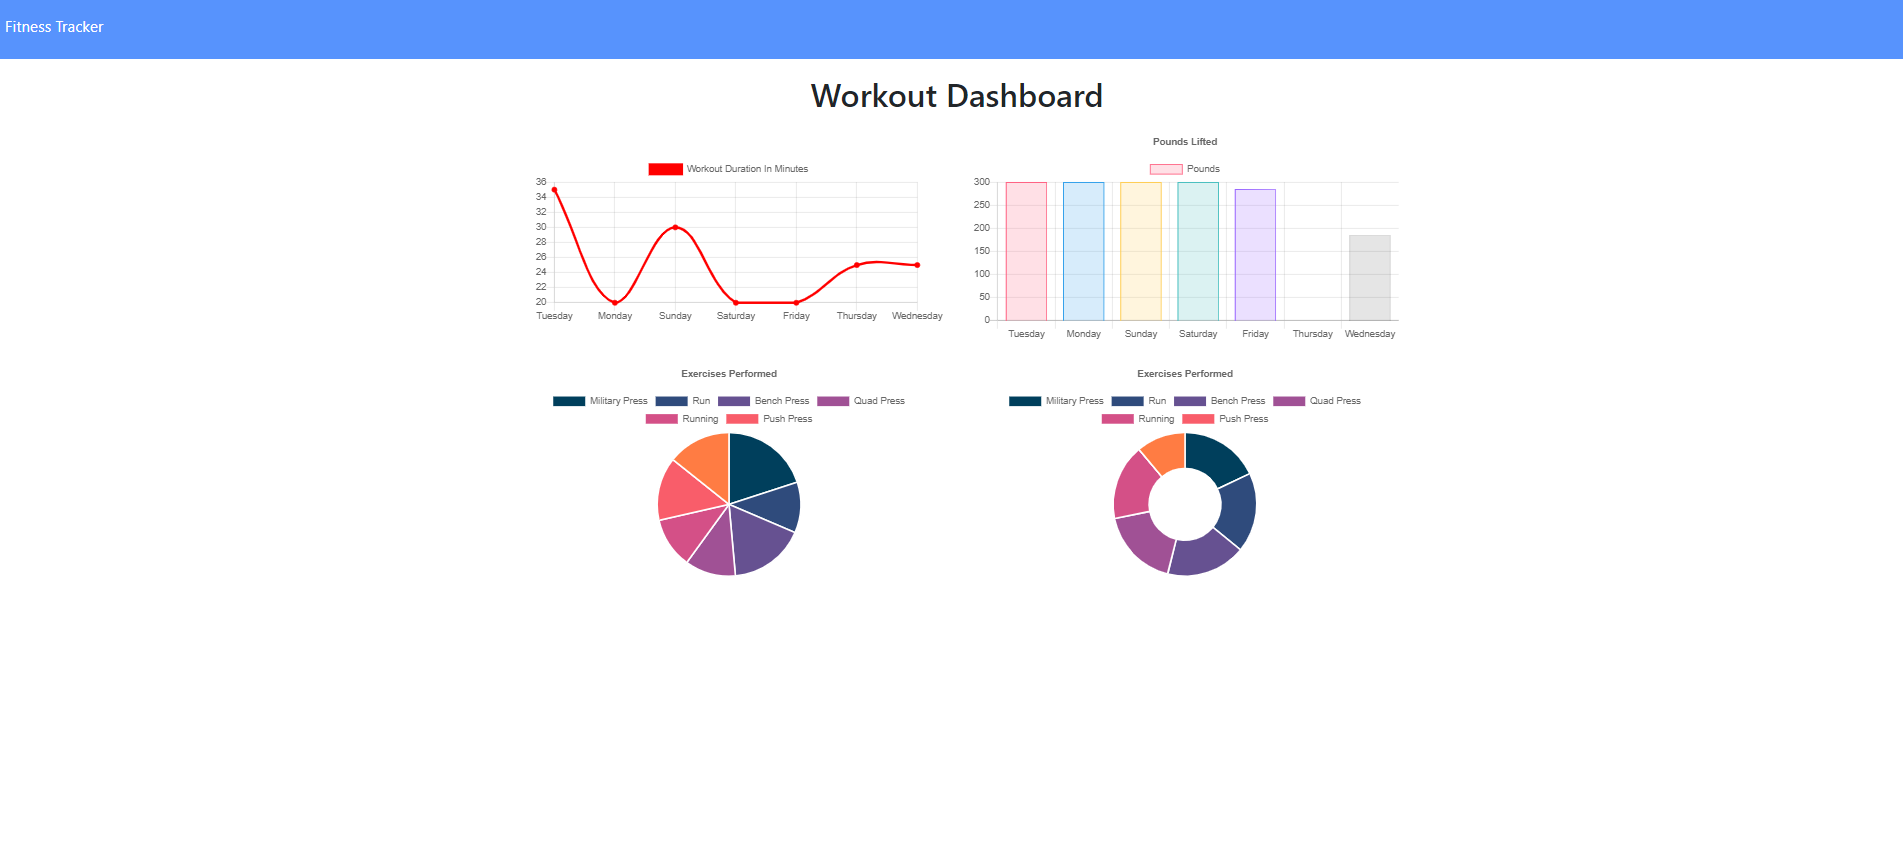 Fitness Tracker
Workout Dashboard
Workout Duration In Minutes
36
34
32
30
28
26
24
22
20
Tuesday Monday Sunday Saturday Friday Thursday Wednesday
Pounds Lifted
Pounds
300
250
200
150
100
50
0
Tuesday Monday Sunday Saturday Friday Thursday Wednesday
Exercises Performed
Military Press Run Bench Press Quad Press
Running Push Press
Exercises Performed
Military Press Run Bench Press Quad Press
Running Push Press